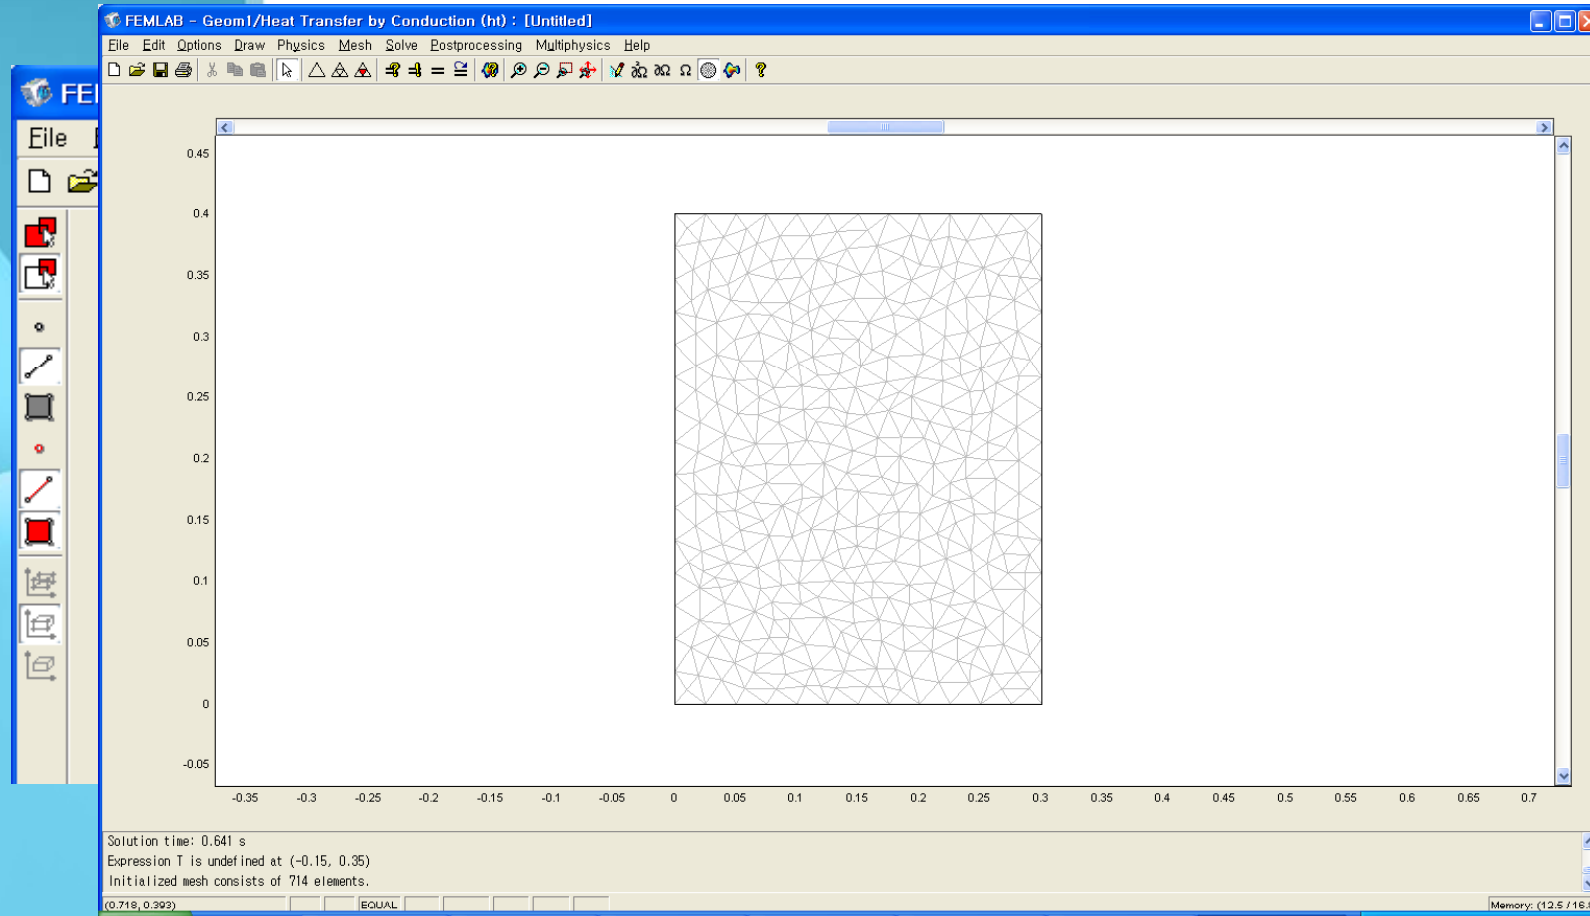 FEMLAB - Geom1/Heat Transfer by Conduction (ht) : [Untitled]
File Edit Options Draw Physics Mesh Solve Postprocessing Multiphysics Help
FE
File
0.45
0.4
0.35
0.3
0.25
0.2
0.15
0.1
0.05
0
-0.05
-0.35 -0.3 -0.25 -0.2 -0.15 -0.1 -0.05 0 0.05 0.1 0.15 0.2 0.25 0.3 0.35 0.4 0.45 0.5 0.55 0.6 0.65 0.7
Solution time: 0.641 s
Expression T is undefined at (-0.15, 0.35)
Initialized mesh consists of 714 elements.
(0.718, 0.393) EQUAL Memory: (12.5 / 16.